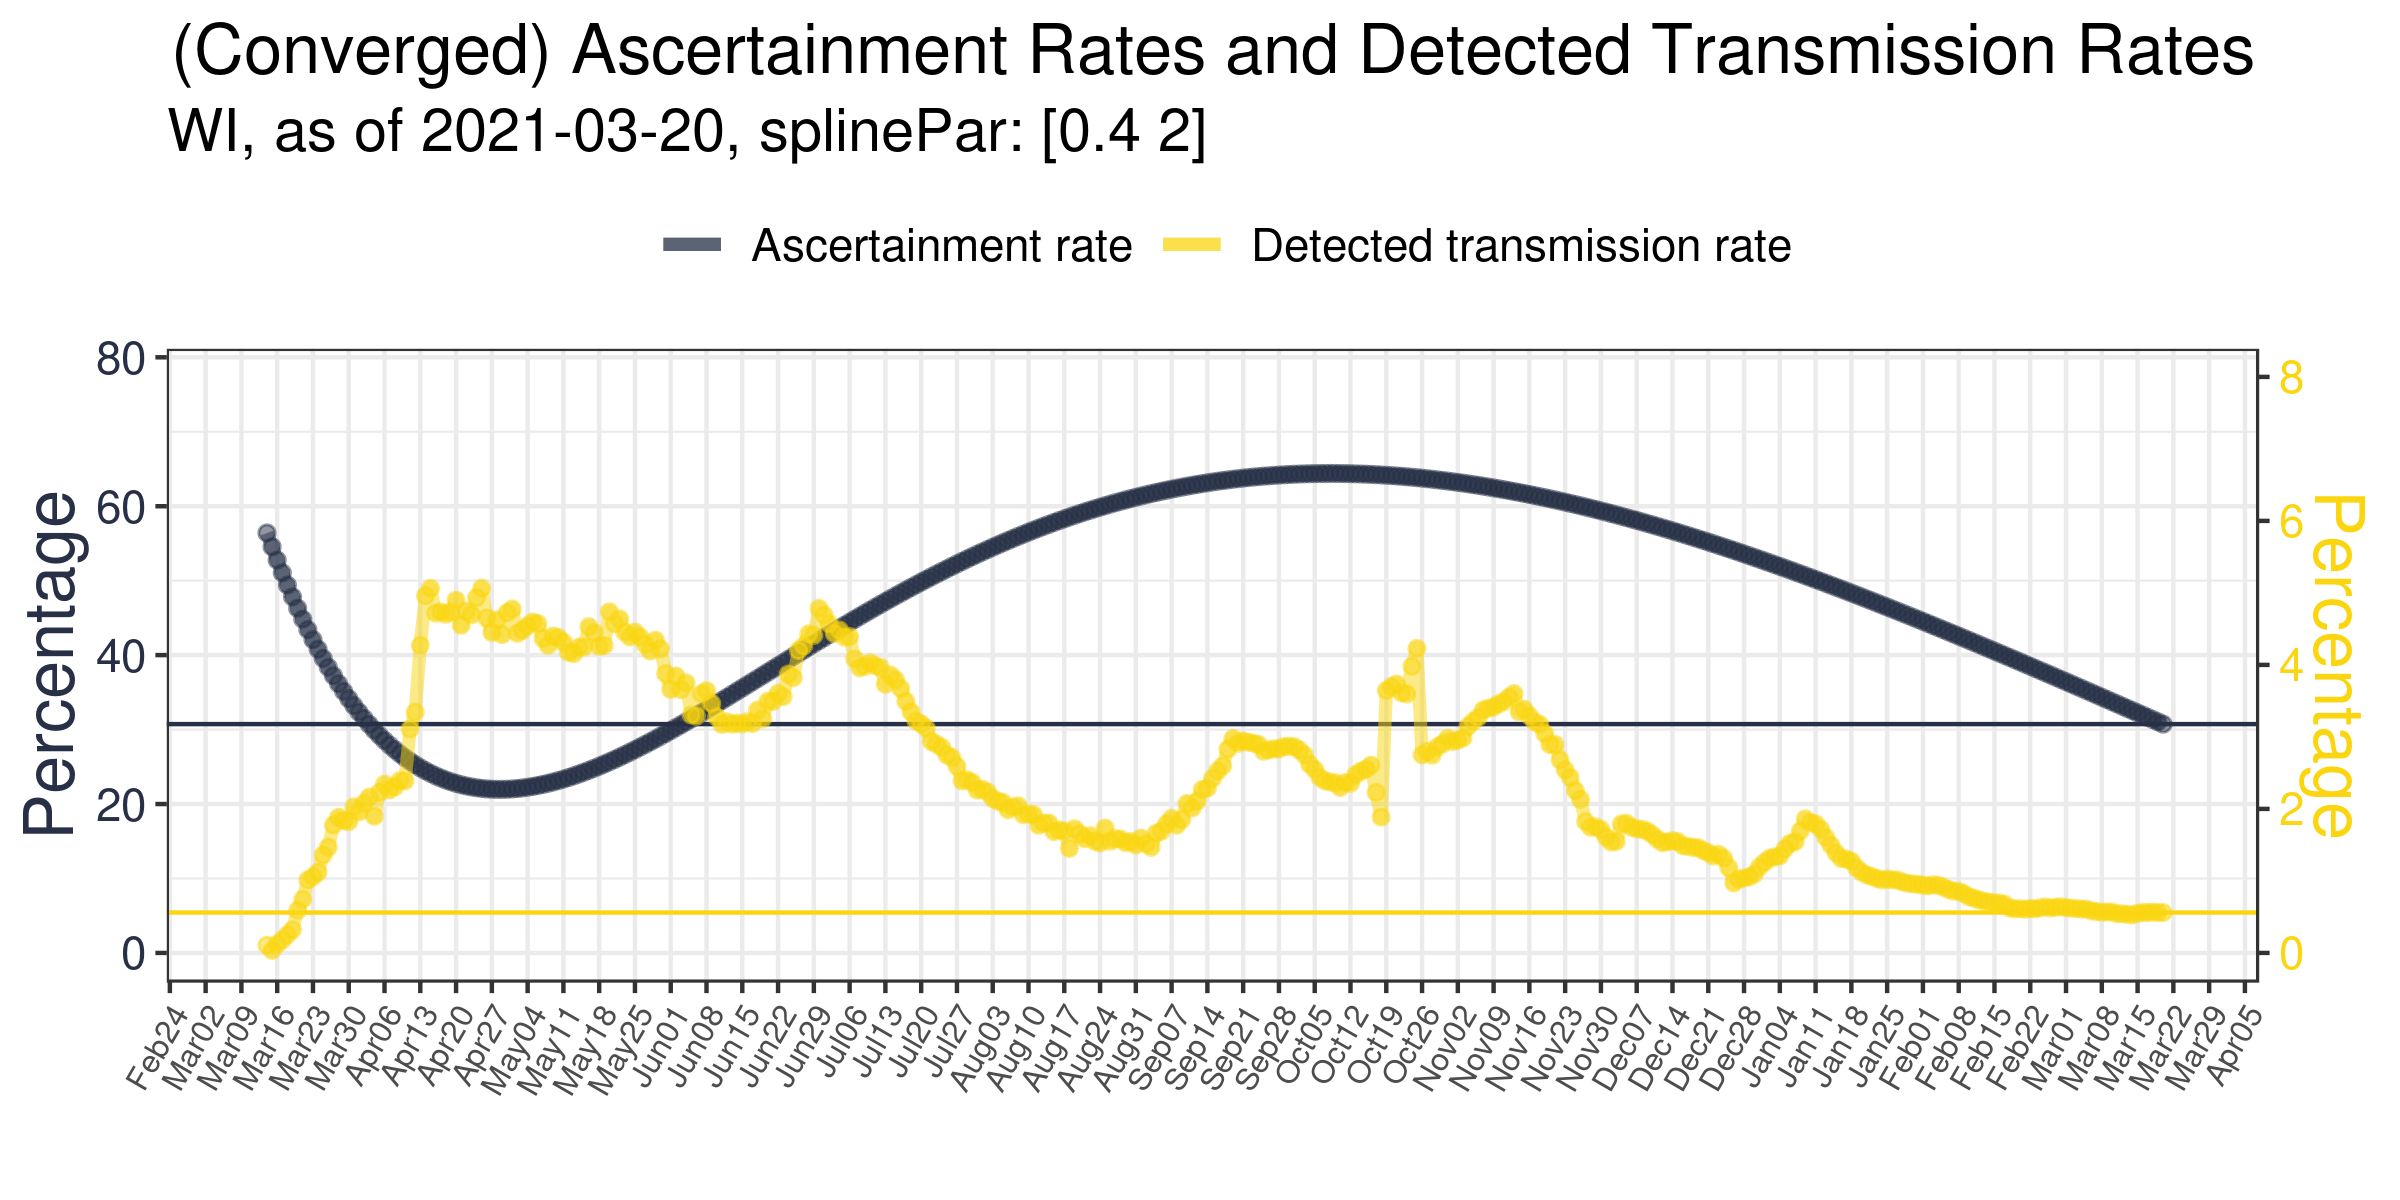 (Converged) Ascertainment Rates and Detected Transmission Rates
WI, as of 2021-03-20, splinePar: [0.4 2]
Ascertainment rate Detected transmission rate
Percentage
80
60
40
20
0
8
6
4
2
0
Percentage
Feb24 Mar02 Mar09 Mar16 Mar23 Mar30 Apr06 Apr13 Apr20 Apr27 May04 May11 May18 May25 Jun01 Jun08 Jun15 Jun22 Jun29 Jul06 Jul13 Jul20 Jul27 Aug03 Aug10 Aug17 Aug24 Aug31 Sep07 Sep14 Sep21 Sep28 Oct05 Oct12 Oct19 Oct26 Nov02 Nov09 Nov16 Nov23 Nov30 Dec07 Dec14 Dec21 Dec28 Jan04 Jan11 Jan18 Jan25 Feb01 Feb08 Feb15 Feb22 Mar01 Mar08 Mar15 Mar22 Mar29 Apr05